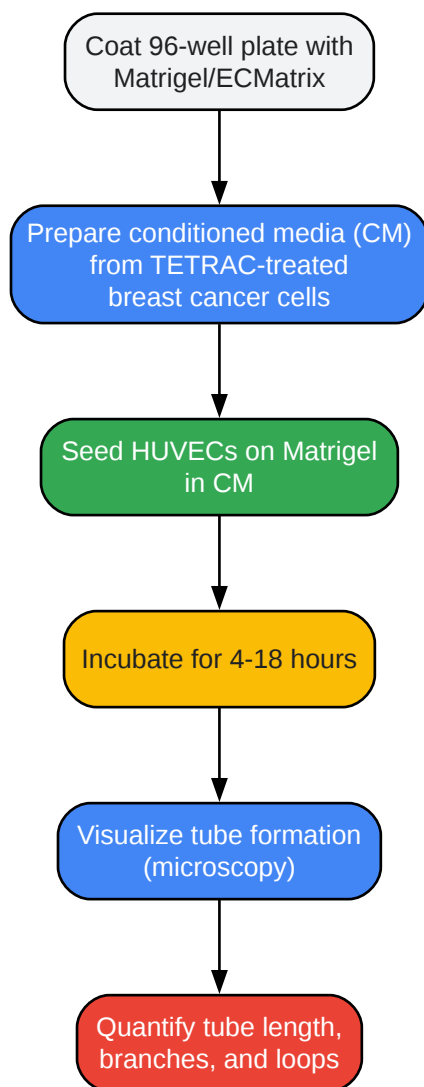 Coat 96-well plate with
Matrigel/ECMatrix
Prepare conditioned media (CM)
from TETRAC-treated
breast cancer cells
Seed HUVECs on Matrigel
in CM
Incubate for 4-18 hours
Visualize tube formation
(microscopy)
Quantify tube length,
branches, and loops